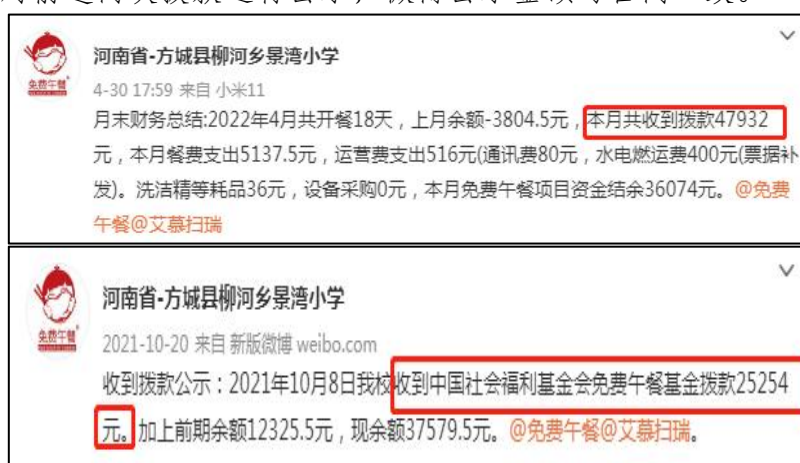 河南省-方城县柳河乡景湾小学
免费午餐
4-30 17:59 来自 小米11
月末财务总结:2022年4月共开餐18天，上月余额-3804.5元，本月共收到拨款47932
元，本月餐费支出5137.5元，运营费支出516元(通讯费80元，水电燃运费400元(票据补
发)。洗洁精等耗品36元，设备采购0元，本月免费午餐项目资金结余36074元。@免费
午餐@艾慕扫瑞
河南省-方城县柳河乡景湾小学
免费午餐
2021-10-20 来自 新版微博 weibo.com
收到拨款公示：2021年10月8日我校收到中国社会福利基金会免费午餐基金拨款25254
元。加上前期余额12325.5元，现余额37579.5元。@免费午餐@艾慕扫瑞。